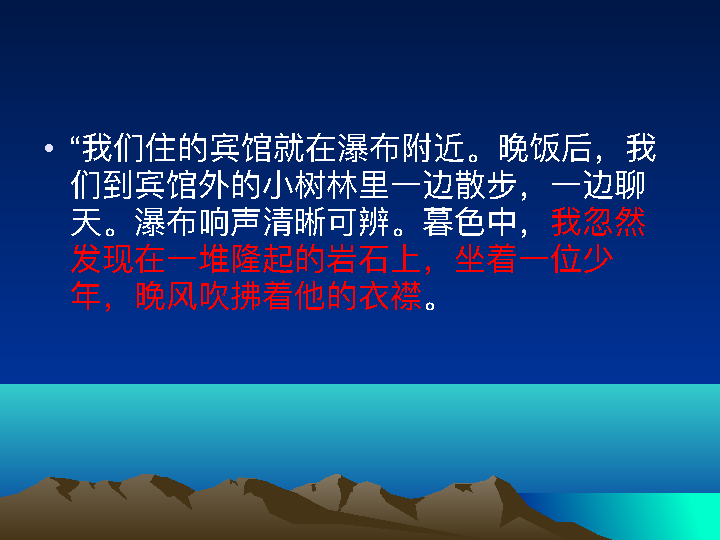 • “我们住的宾馆就在瀑布附近。晚饭后，我
们到宾馆外的小树林里一边散步，一边聊
天。瀑布响声清晰可辨。暮色中，我忽然
发现在一堆隆起的岩石上，坐着一位少
年，晚风吹拂着他的衣襟。